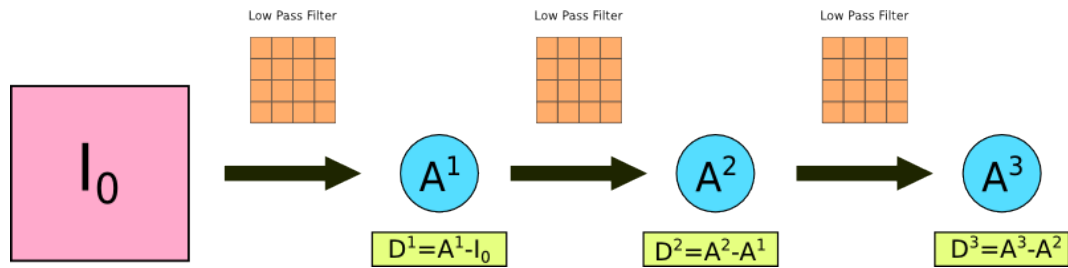 Low Pass Filter
Low Pass Filter
Low Pass Filter
I₀
A¹
A²
A³
D¹=A¹-I₀
D²=A²-A¹
D³=A³-A²